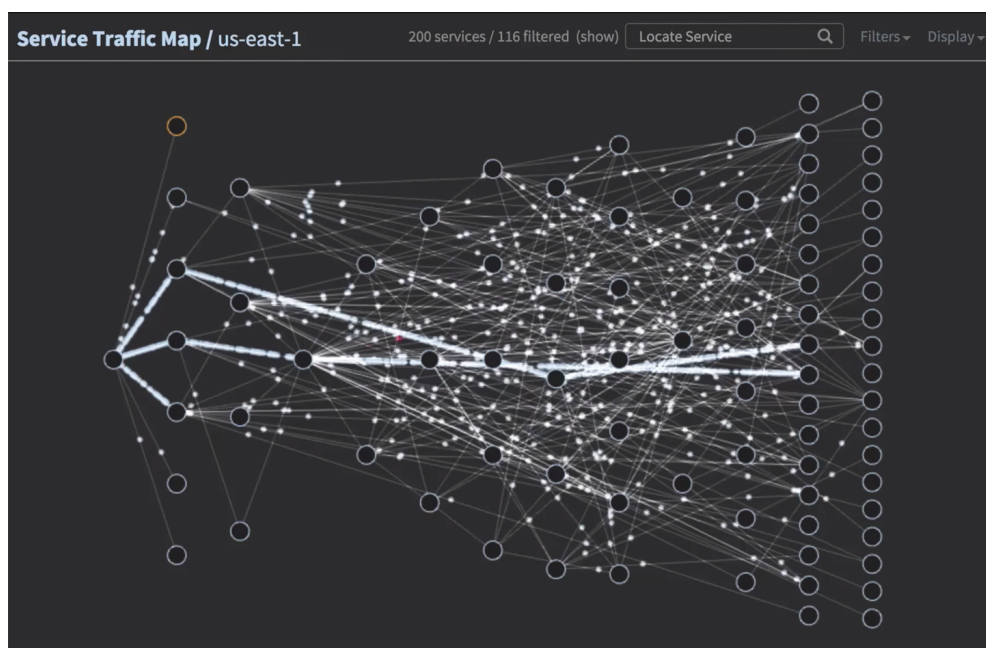 Service Traffic Map / us-east-1
200 services / 116 filtered (show)
Locate Service
Filters
Display